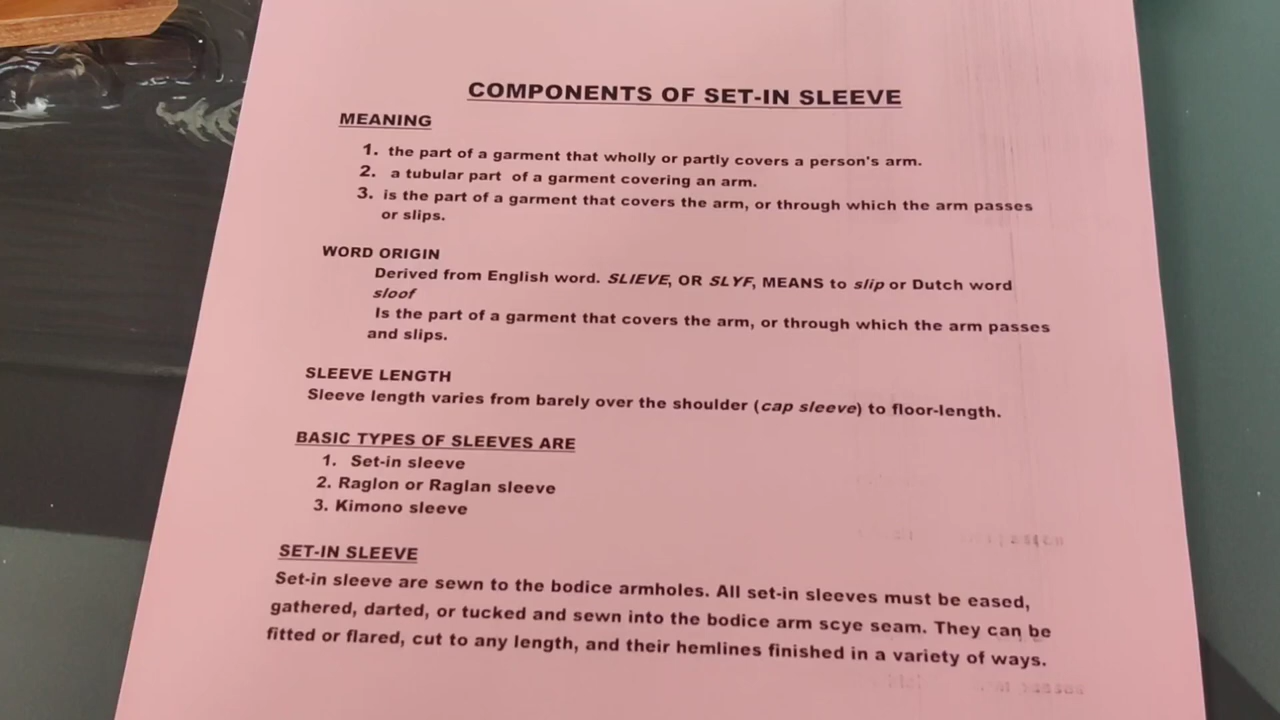 COMPONENTS OF SET-IN SLEEVE
MEANING
1. the part of a garment that wholly or partly covers a person's arm.
2. a tubular part of a garment covering an arm.
3. is the part of a garment that covers the arm, or through which the arm passes
or slips.
WORD ORIGIN
Derived from English word. SLIEVE, OR SLYF, MEANS to slip or Dutch word
sloof
Is the part of a garment that covers the arm, or through which the arm passes
and slips.
SLEEVE LENGTH
Sleeve length varies from barely over the shoulder (cap sleeve) to floor-length.
BASIC TYPES OF SLEEVES ARE
1. Set-in sleeve
2. Raglon or Raglan sleeve
3. Kimono sleeve
SET-IN SLEEVE
Set-in sleeve are sewn to the bodice armholes. All set-in sleeves must be eased,
gathered, darted, or tucked and sewn into the bodice arm scye seam. They can be
fitted or flared, cut to any length, and their hemlines finished in a variety of ways.